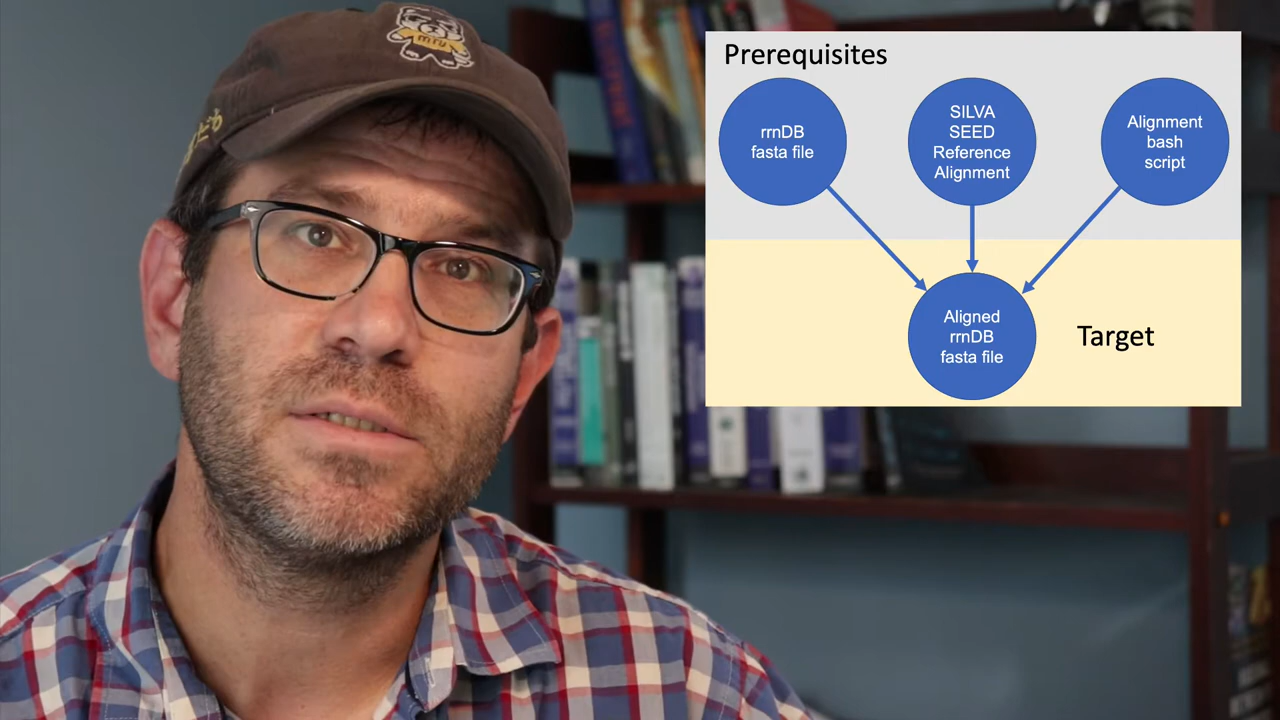 Prerequisites
rrnDB
fasta file
SILVA
SEED
Reference
Alignment
Alignment
bash
script
Aligned
rrnDB
fasta file
Target